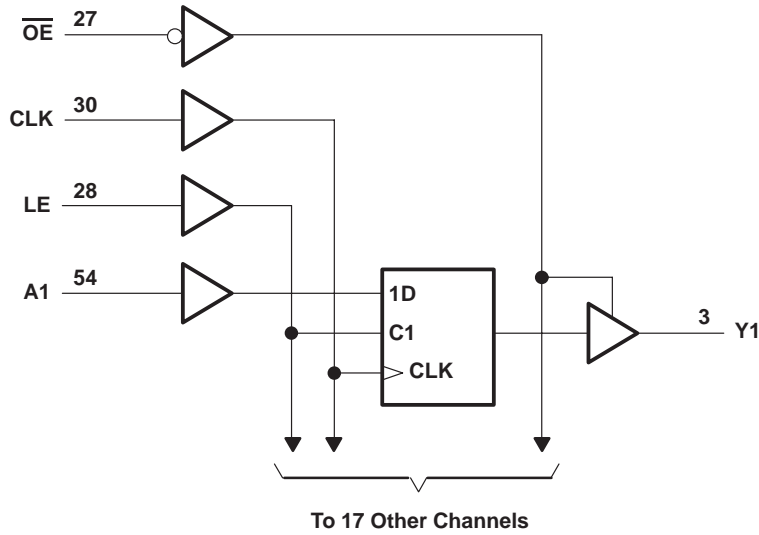 OE 27
CLK 30
LE 28
A1 54
1D
C1
CLK
3 Y1
To 17 Other Channels